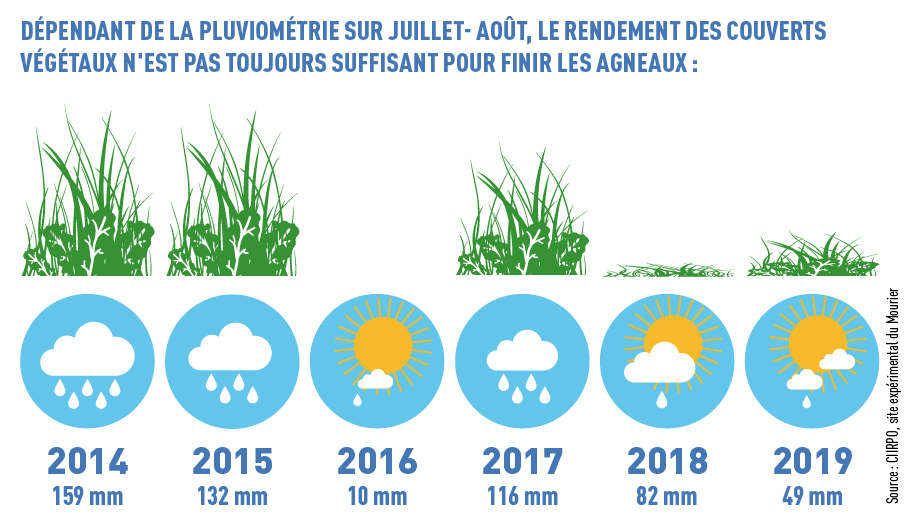 DÉPENDANT DE LA PLUVIOMÉTRIE SUR JUILLET- AOÛT, LE RENDEMENT DES COUVERTS
VÉGÉTAUX N'EST PAS TOUJOURS SUFFISANT POUR FINIR LES AGNEAUX :
2014 2015 2016 2017 2018 2019
159 mm 132 mm 10 mm 116 mm 82 mm 49 mm
Source : CIIRPO, site expérimental du Mourier